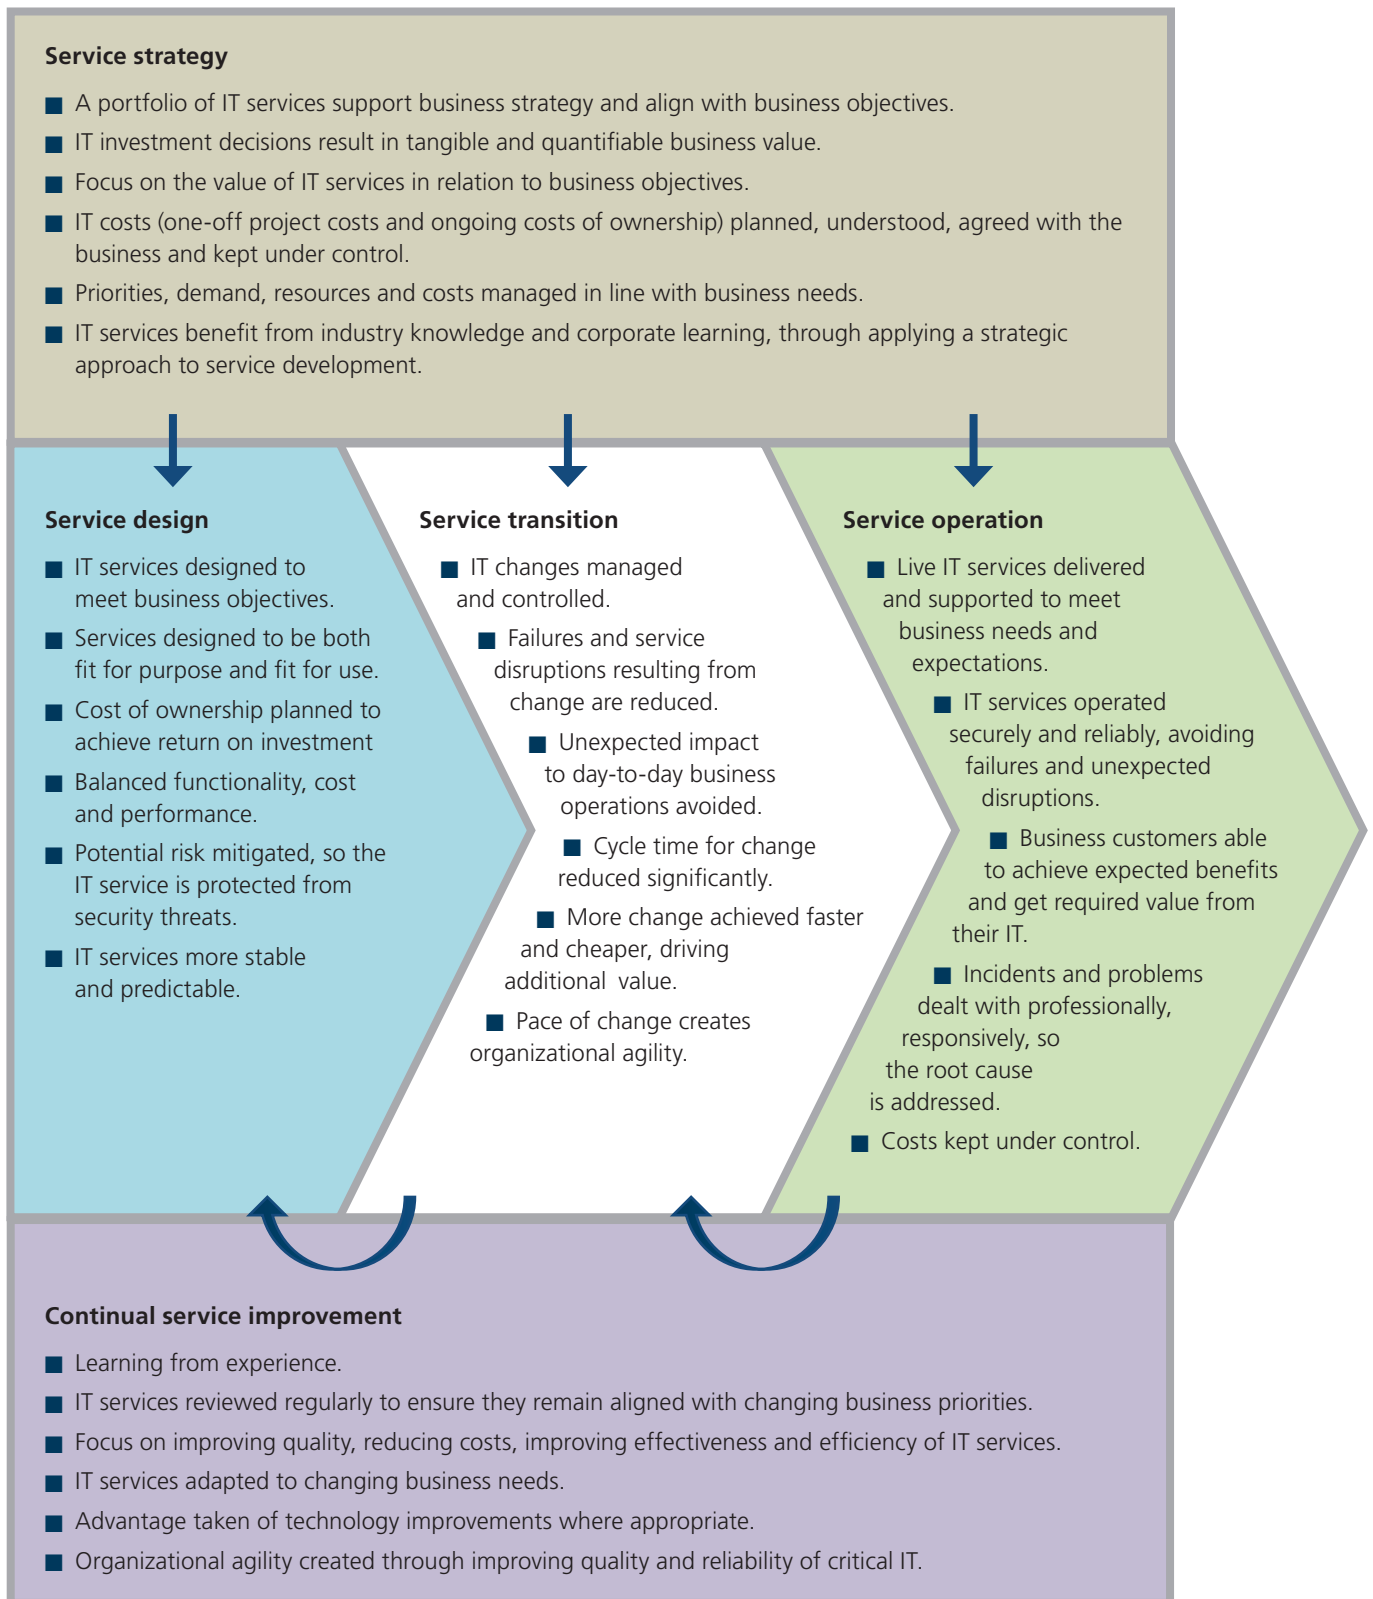 Service strategy
■ A portfolio of IT services support business strategy and align with business objectives.
■ IT investment decisions result in tangible and quantifiable business value.
■ Focus on the value of IT services in relation to business objectives.
■ IT costs (one-off project costs and ongoing costs of ownership) planned, understood, agreed with the
business and kept under control.
■ Priorities, demand, resources and costs managed in line with business needs.
■ IT services benefit from industry knowledge and corporate learning, through applying a strategic
approach to service development.
Service design
■ IT services designed to
meet business objectives.
■ Services designed to be both
fit for purpose and fit for use.
■ Cost of ownership planned to
achieve return on investment
■ Balanced functionality, cost
and performance.
■ Potential risk mitigated, so the
IT service is protected from
security threats.
■ IT services more stable
and predictable.
Service transition
■ IT changes managed
and controlled.
■ Failures and service
disruptions resulting from
change are reduced.
■ Unexpected impact
to day-to-day business
operations avoided.
■ Cycle time for change
reduced significantly.
■ More change achieved faster
and cheaper, driving
additional value.
■ Pace of change creates
organizational agility.
Service operation
■ Live IT services delivered
and supported to meet
business needs and
expectations.
■ IT services operated
securely and reliably, avoiding
failures and unexpected
disruptions.
■ Business customers able
to achieve expected benefits
and get required value from
their IT.
■ Incidents and problems
dealt with professionally,
responsively, so
the root cause
is addressed.
■ Costs kept under control.
Continual service improvement
■ Learning from experience.
■ IT services reviewed regularly to ensure they remain aligned with changing business priorities.
■ Focus on improving quality, reducing costs, improving effectiveness and efficiency of IT services.
■ IT services adapted to changing business needs.
■ Advantage taken of technology improvements where appropriate.
■ Organizational agility created through improving quality and reliability of critical IT.